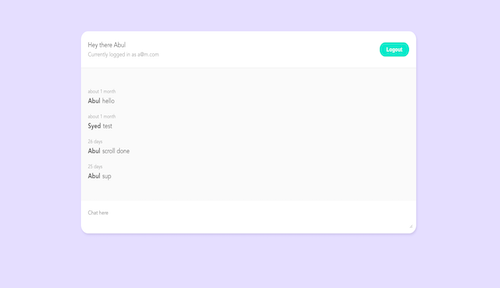 Hey there Abul
Currently logged in as a@n.com
Logout
about 1 month
Abul hello
about 1 month
Syed test
26 days
Abul scroll done
25 days
Abul sup
Chat here